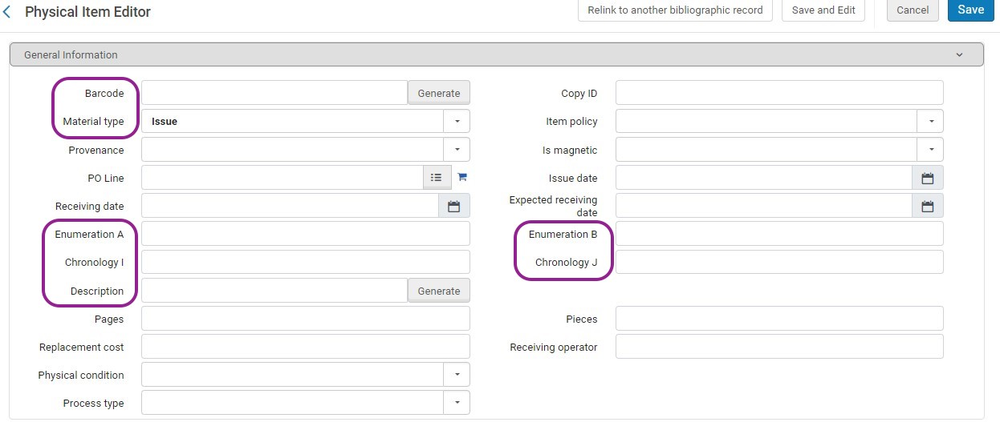 Physical Item Editor
Relink to another bibliographic record Save and Edit Cancel Save
General Information
Barcode Generate Copy ID
Material type Issue Item policy
Provenance Is magnetic
PO Line Issue date
Receiving date Expected receiving
date
Enumeration A Enumeration B
Chronology I Chronology J
Description Generate
Pages Pieces
Replacement cost Receiving operator
Physical condition
Process type